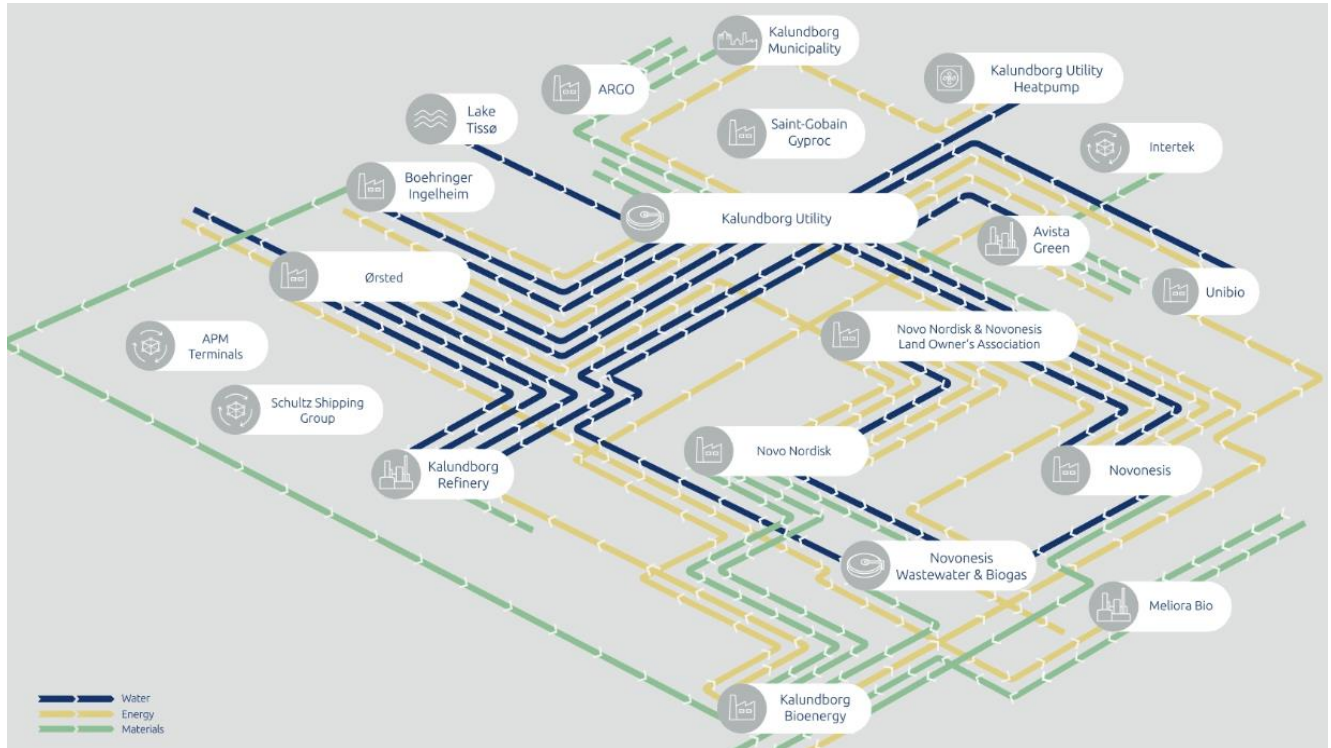 Kalundborg
Municipality
Kalundborg Utility
Heatpump
ARGO
Lake
Tissø
Saint-Gobain
Gyproc
Intertek
Boehringer
Ingelheim
Kalundborg Utility
Avista
Green
Ørsted
Unibio
APM
Terminals
Novo Nordisk & Novonesis
Land Owner's Association
Schultz Shipping
Group
Novo Nordisk
Kalundborg
Refinery
Novonesis
Novonesis
Wastewater & Biogas
Meliora Bio
Kalundborg
Bioenergy
Water
Energy
Materials